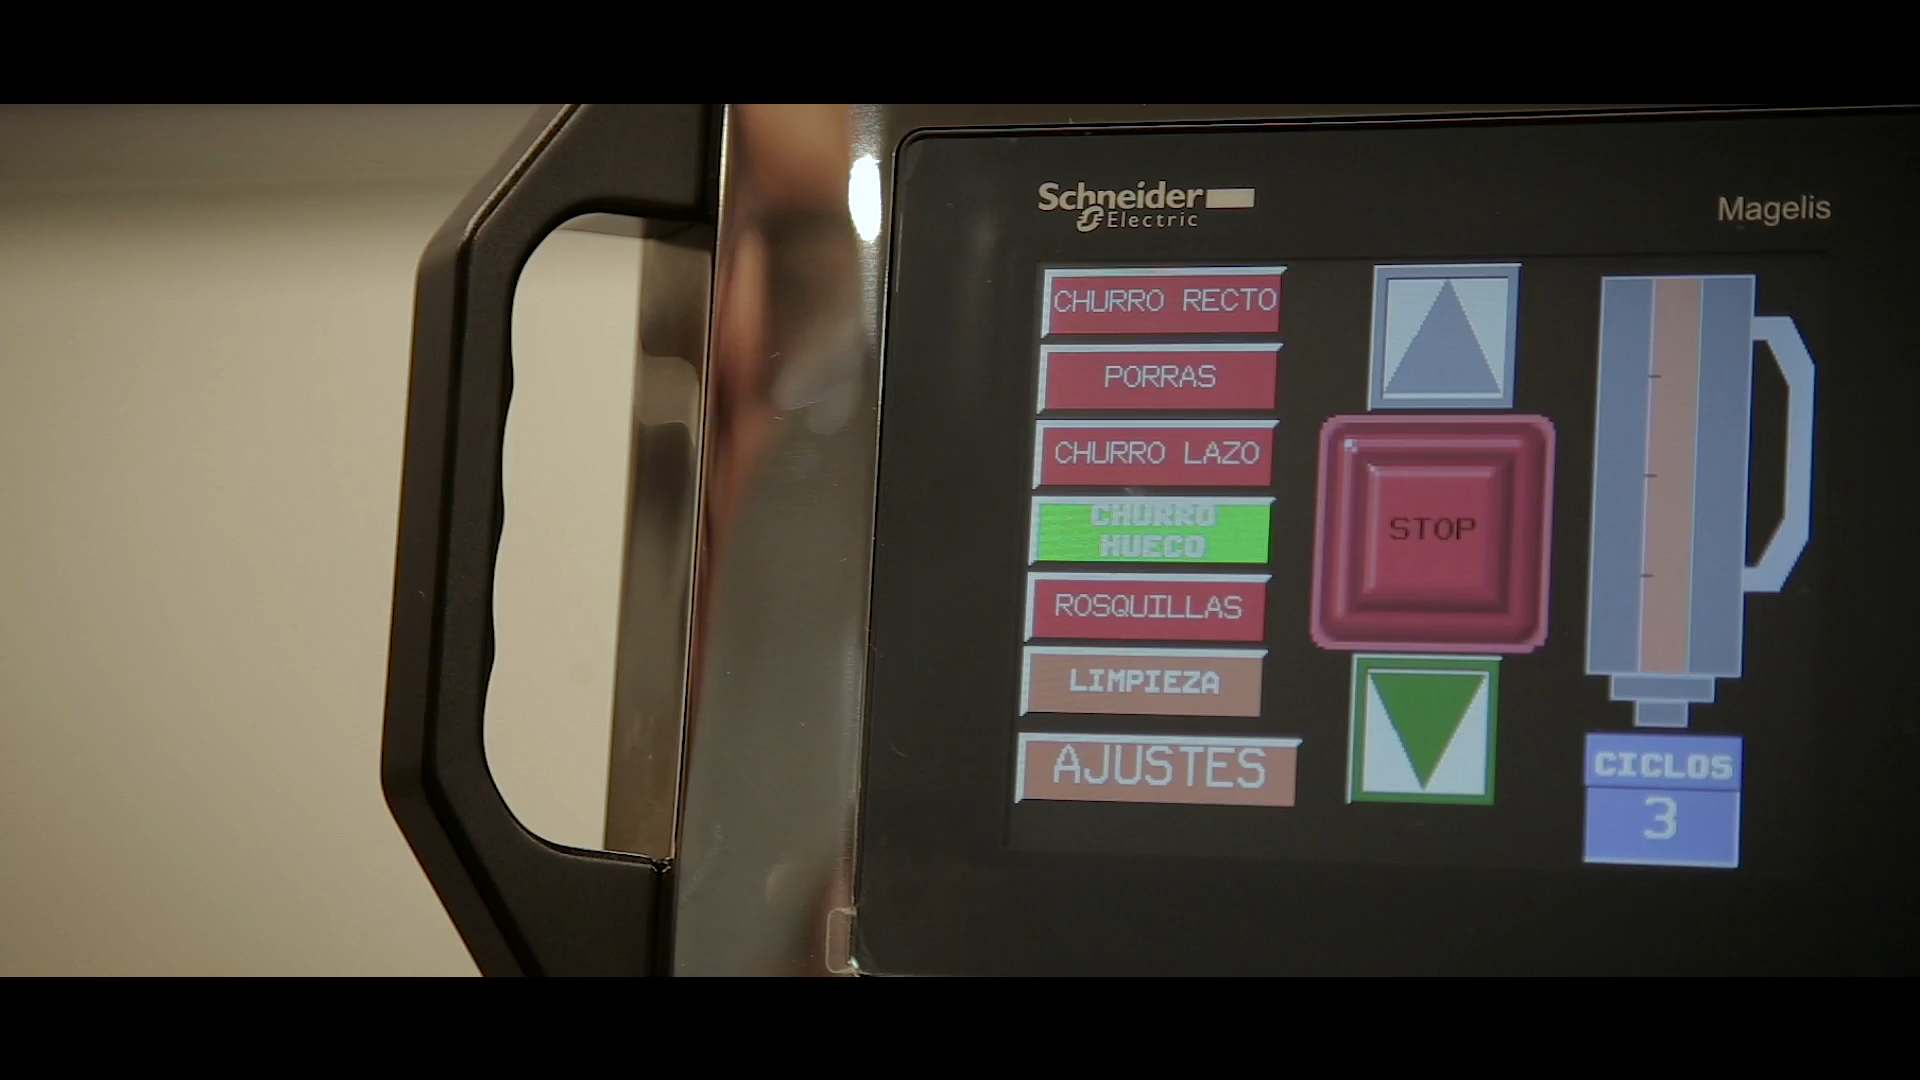 Schneider
Electric
Magelis
CHURRO RECTO
PORRAS
CHURRO LAZO
CHURRO
HUECO
ROSQUILLAS
LIMPIEZA
AJUSTES
STOP
CICLOS
3